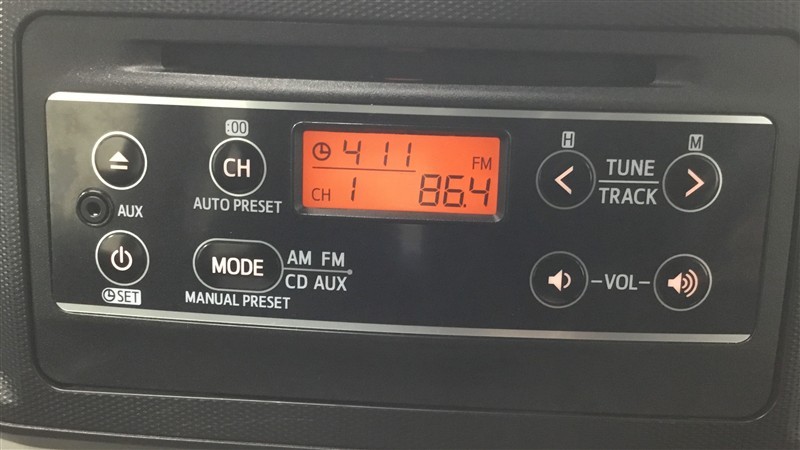 :00
CH
AUTO PRESET
AUX
SET
MODE
AM FM
CD AUX
MANUAL PRESET
4 11
FM
CH 1 86.4
H
M
TUNE
TRACK
VOL